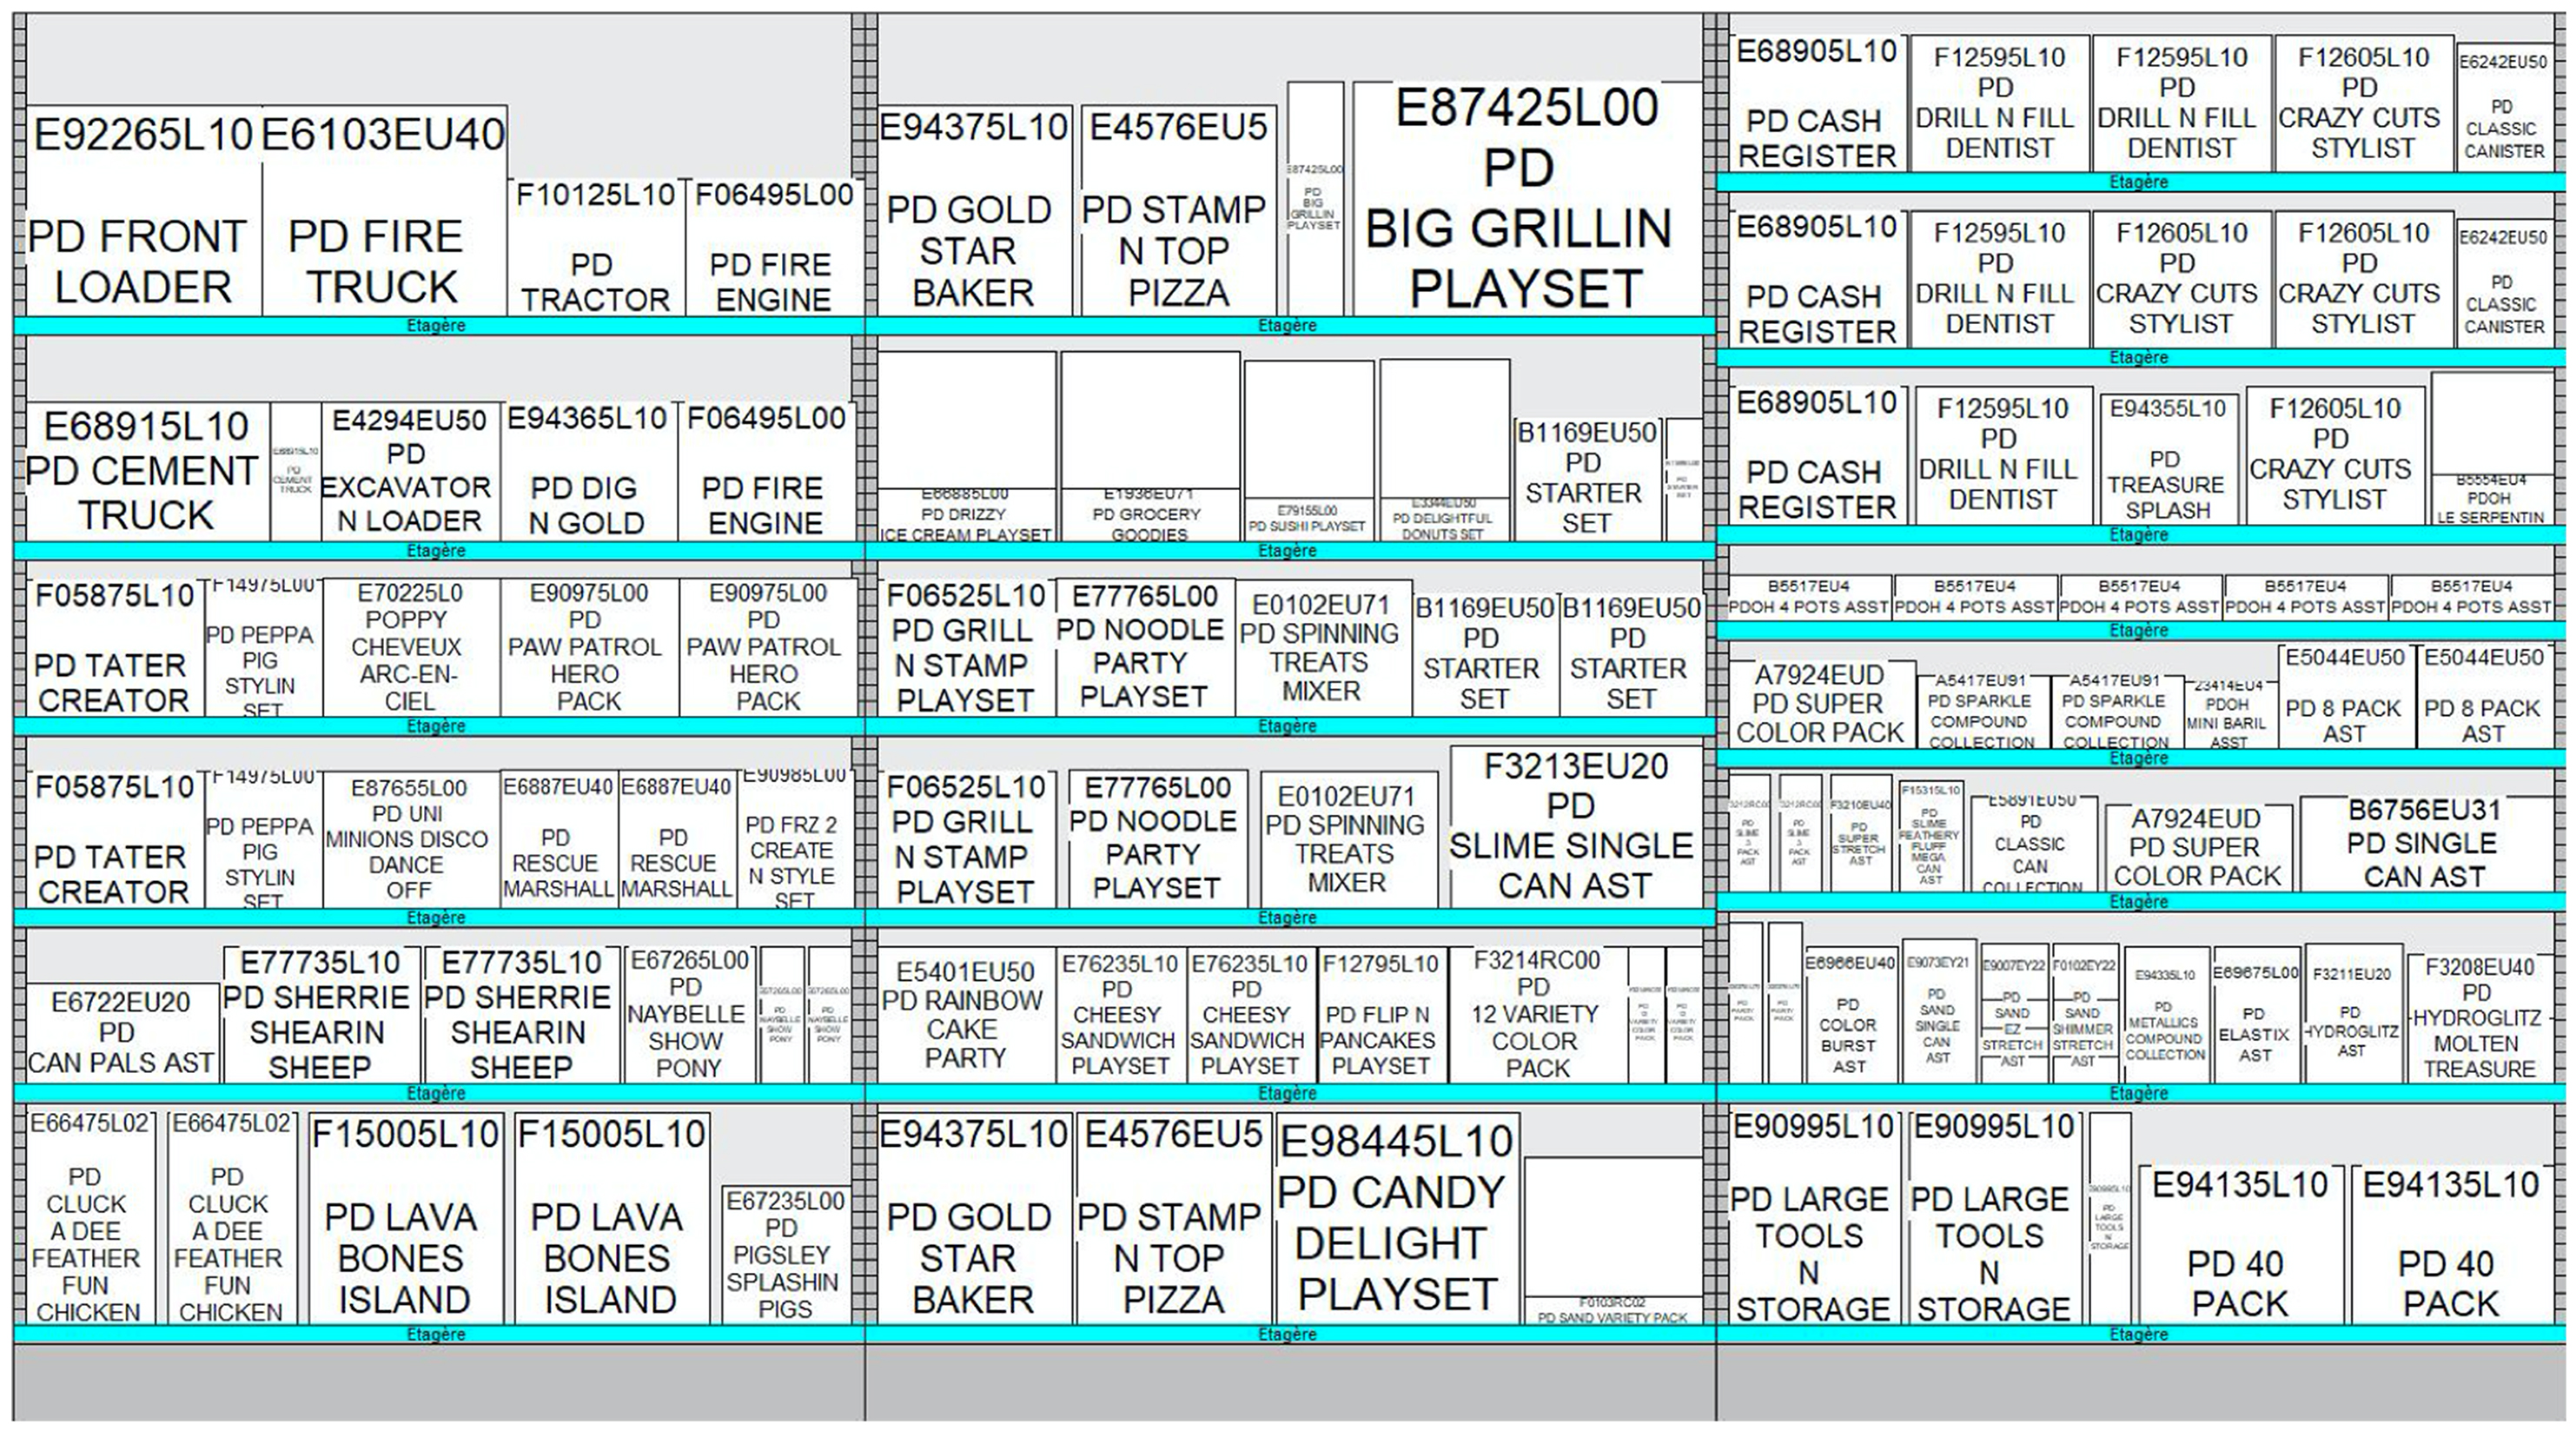 E92265L10
PD FRONT
LOADER
E6103EU40
PD FIRE
TRUCK
F10125L10
PD
TRACTOR
F06495L00
PD FIRE
ENGINE
Etagère
E68915L10
PD CEMENT
TRUCK
E68915L10
PD
CEMENT
TRUCK
E4294EU50
PD
EXCAVATOR
N LOADER
E94365L10
PD DIG
N GOLD
F06495L00
PD FIRE
ENGINE
Etagère
F05875L10
PD TATER
CREATOR
F14975L00
PD PEPPA
PIG
STYLIN
SET
E70225L0
POPPY
CHEVEUX
ARC-EN-
CIEL
E90975L00
PD
PAW PATROL
HERO
PACK
E90975L00
PD
PAW PATROL
HERO
PACK
Etagère
F05875L10
PD TATER
CREATOR
F14975L00
PD PEPPA
PIG
STYLIN
SET
E87655L00
PD UNI
MINIONS DISCO
DANCE
OFF
E6887EU40
PD
RESCUE
MARSHALL
E6887EU40
PD
RESCUE
MARSHALL
E90985L00
PD FRZ 2
CREATE
N STYLE
SET
Etagère
E6722EU20
PD
CAN PALS AST
E77735L10
PD SHERRIE
SHEARIN
SHEEP
E77735L10
PD SHERRIE
SHEARIN
SHEEP
E67265L00
PD
NAYBELLE
SHOW
PONY
E67265L00
PD
NAYBELLE
SHOW
PONY
E67265L00
PD
NAYBELLE
SHOW
PONY
Etagère
E66475L02
PD
CLUCK
A DEE
FEATHER
FUN
CHICKEN
E66475L02
PD
CLUCK
A DEE
FEATHER
FUN
CHICKEN
F15005L10
PD LAVA
BONES
ISLAND
F15005L10
PD LAVA
BONES
ISLAND
E67235L00
PD
PIGSLEY
SPLASHIN
PIGS
Etagère
E94375L10
PD GOLD
STAR
BAKER
E4576EU5
PD STAMP
N TOP
PIZZA
E87425L00
PD
BIG
GRILLIN
PLAYSET
E87425L00
PD
BIG GRILLIN
PLAYSET
Etagère
E66885L00
PD DRIZZY
ICE CREAM PLAYSET
E1936EU71
PD GROCERY
GOODIES
E79155L00
PD SUSHI PLAYSET
E3344EU50
PD DELIGHTFUL
DONUTS SET
B1169EU50
PD
STARTER
SET
PD
STARTER
SET
Etagère
F06525L10
PD GRILL
N STAMP
PLAYSET
E77765L00
PD NOODLE
PARTY
PLAYSET
E0102EU71
PD SPINNING
TREATS
MIXER
B1169EU50
PD
STARTER
SET
B1169EU50
PD
STARTER
SET
Etagère
F06525L10
PD GRILL
N STAMP
PLAYSET
E77765L00
PD NOODLE
PARTY
PLAYSET
E0102EU71
PD SPINNING
TREATS
MIXER
F3213EU20
PD
SLIME SINGLE
CAN AST
Etagère
E5401EU50
PD RAINBOW
CAKE
PARTY
E76235L10
PD
CHEESY
SANDWICH
PLAYSET
E76235L10
PD
CHEESY
SANDWICH
PLAYSET
F12795L10
PD FLIP N
PANCAKES
PLAYSET
F3214RC00
PD
12 VARIETY
COLOR
PACK
Etagère
E94375L10
PD GOLD
STAR
BAKER
E4576EU5
PD STAMP
N TOP
PIZZA
E98445L10
PD CANDY
DELIGHT
PLAYSET
F0103RC02
PD SAND VARIETY PACK
Etagère
E68905L10
PD CASH
REGISTER
F12595L10
PD
DRILL N FILL
DENTIST
F12595L10
PD
DRILL N FILL
DENTIST
F12605L10
PD
CRAZY CUTS
STYLIST
E6242EU50
PD
CLASSIC
CANISTER
Etagère
E68905L10
PD CASH
REGISTER
F12595L10
PD
DRILL N FILL
DENTIST
F12605L10
PD
CRAZY CUTS
STYLIST
F12605L10
PD
CRAZY CUTS
STYLIST
E6242EU50
PD
CLASSIC
CANISTER
Etagère
E68905L10
PD CASH
REGISTER
F12595L10
PD
DRILL N FILL
DENTIST
E94355L10
PD
TREASURE
SPLASH
F12605L10
PD
CRAZY CUTS
STYLIST
B5554EU4
PDOH
LE SERPENTIN
Etagère
B5517EU4
PDOH 4 POTS ASST
B5517EU4
PDOH 4 POTS ASST
B5517EU4
PDOH 4 POTS ASST
B5517EU4
PDOH 4 POTS ASST
B5517EU4
PDOH 4 POTS ASST
Etagère
A7924EUD
PD SUPER
COLOR PACK
A5417EU91
PD SPARKLE
COMPOUND
COLLECTION
A5417EU91
PD SPARKLE
COMPOUND
COLLECTION
23414EU4
PDOH
MINI BARIL
ASST
E5044EU50
PD 8 PACK
AST
E5044EU50
PD 8 PACK
AST
Etagère
PD
SLIME
3
PACK
AST
PD
SLIME
3
PACK
AST
F3210EU40
PD
SUPER
STRETCH
AST
F15315L10
PD
SLIME
FEATHERY
FLUFF
MEGA
CAN
AST
E5891EU50
PD
CLASSIC
CAN
COLLECTION
A7924EUD
PD SUPER
COLOR PACK
B6756EU31
PD SINGLE
CAN AST
Etagère
PD
PARTY
PACK
PD
PARTY
PACK
E6966EU40
PD
COLOR
BURST
AST
E9073EY21
PD
SAND
SINGLE
CAN
AST
E9007EY22
PD
SAND
EZ
STRETCH
AST
F0102EY22
PD
SAND
SHIMMER
STRETCH
AST
E94335L10
PD
METALLICS
COMPOUND
COLLECTION
E69675L00
PD
ELASTIX
AST
F3211EU20
PD
HYDROGLITZ
AST
F3208EU40
PD
HYDROGLITZ
MOLTEN
TREASURE
Etagère
E90995L10
PD LARGE
TOOLS
N
STORAGE
E90995L10
PD LARGE
TOOLS
N
STORAGE
E90995L10
PD
LARGE
TOOLS
N
STORAGE
E94135L10
PD 40
PACK
E94135L10
PD 40
PACK
Etagère